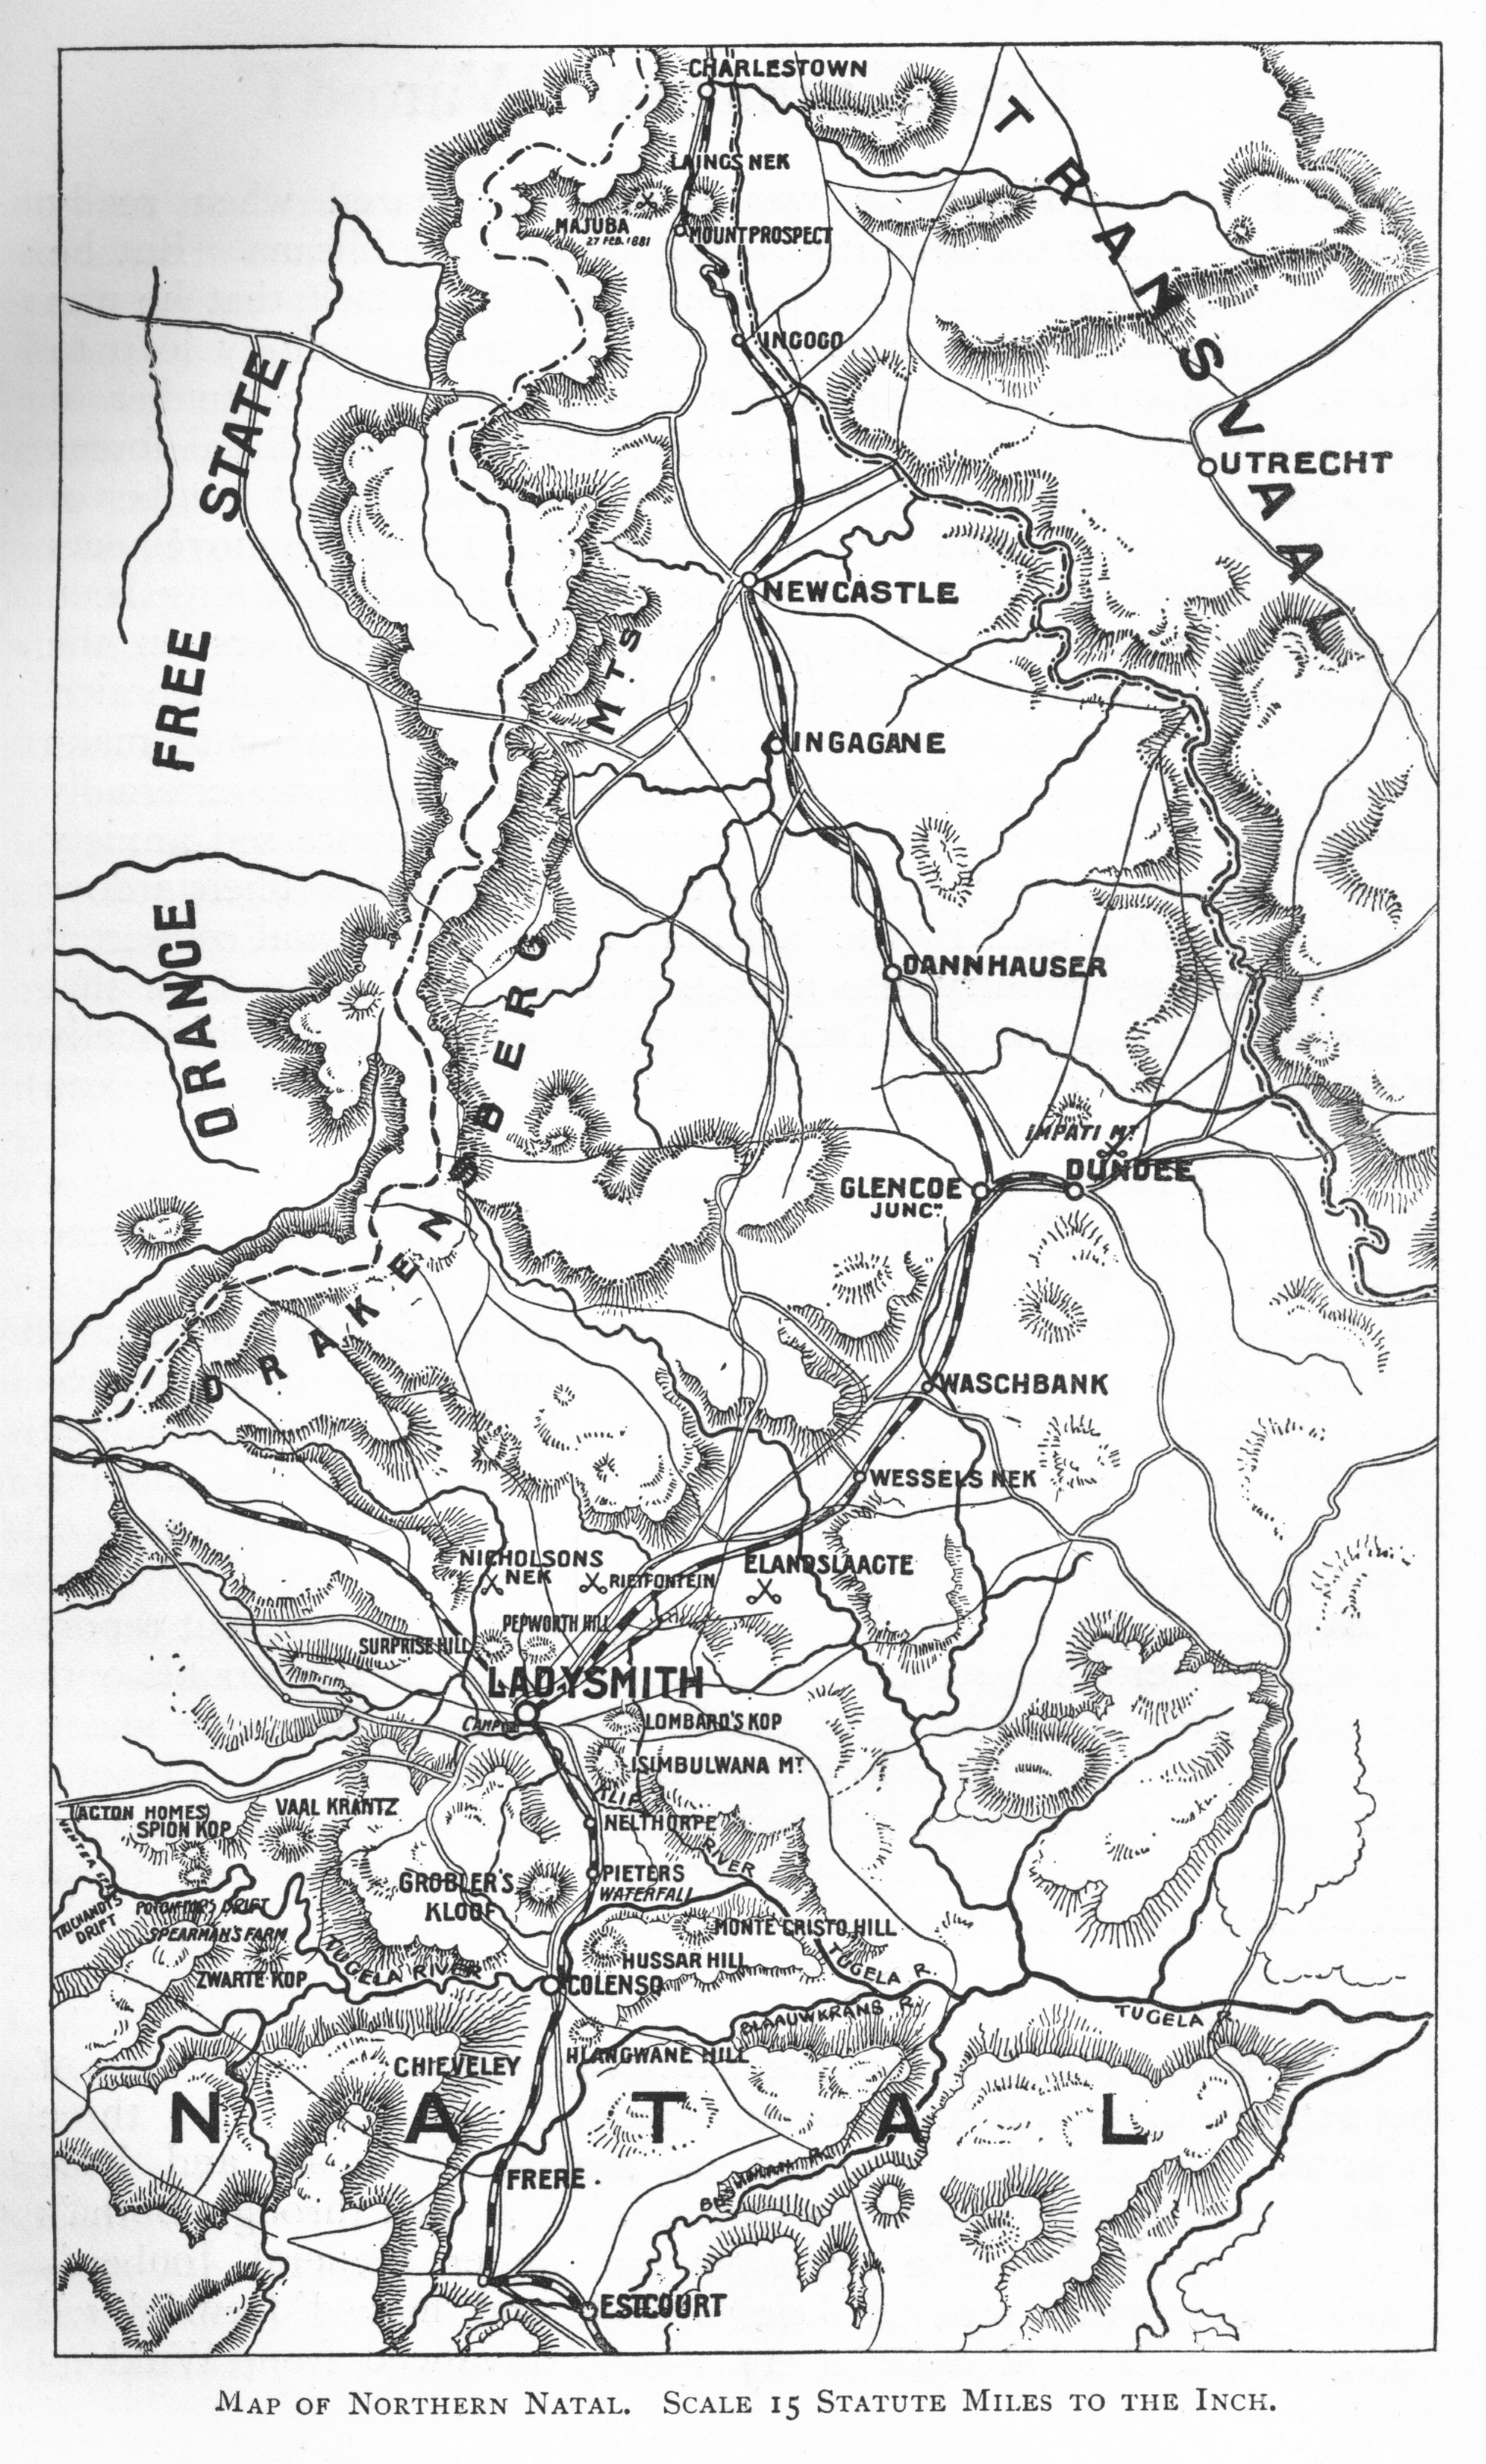 CHARLESTOWN
LAINGS NEK
MAJUBA
27 FEB. 1881
MOUNT PROSPECT
TRANSVAAL
INGOGO
ORANGE FREE STATE
UTRECHT
NEWCASTLE
DRAKENSBERG MTS
INGAGANE
DANNHAUSER
IMPATI MT
DUNDEE
GLENCOE
JUNCN
WASCHBANK
WESSELS NEK
NICHOLSONS
NEK
RIETFONTEIN
ELANDSLAAGTE
PEPWORTH HILL
SURPRISE HILL
LADYSMITH
CAMP
LOMBARD'S KOP
ISIMBULWANA MT
KLIP RIVER
(ACTON HOMES)
SPION KOP
VAAL KRANTZ
NELTHORPE
PIETERS
WATERFALL
GROBLER'S
KLOOF
TRICHANDTS
DRIFT
DRIFT
SPEARMAN'S FARM
MONTE CRISTO HILL
HUSSAR HILL
ZWARTE KOP
TUGELA RIVER
COLENSO
TUGELA R.
BLAAUWKRANS R.
TUGELA R
CHIEVELEY
HLANGWANE HILL
NATAL
FRERE
BUSHMAN R.
ESTCOURT
MAP OF NORTHERN NATAL. SCALE 15 STATUTE MILES TO THE INCH.